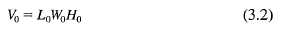 V₀ = L₀W₀H₀ (3.2)